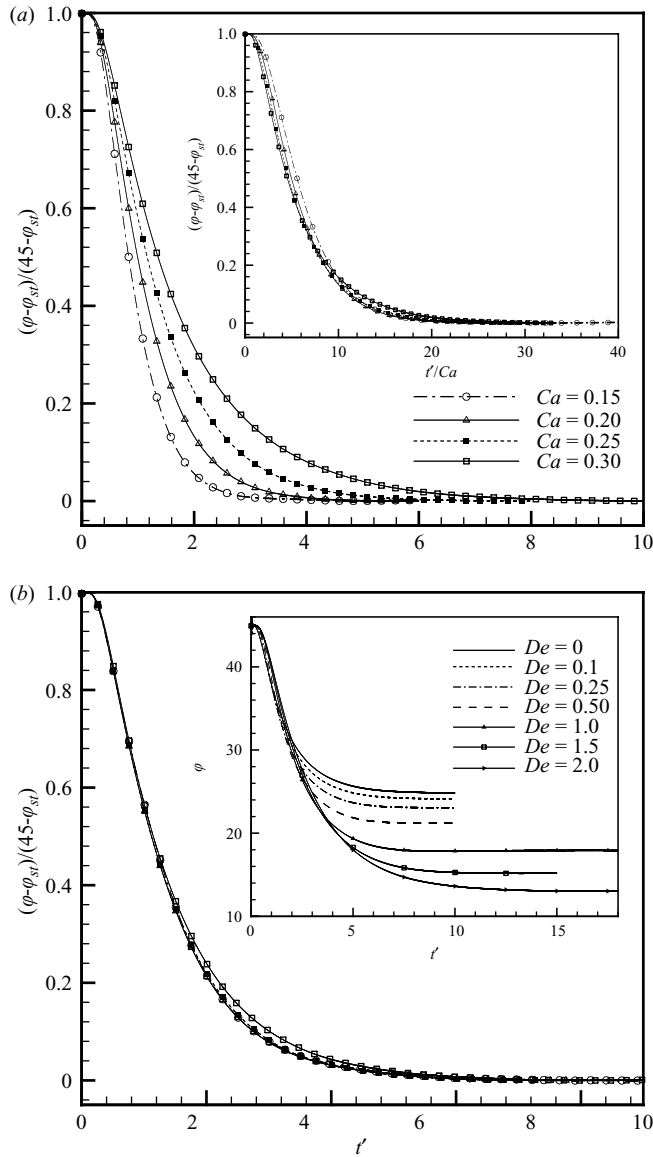 (a)
1.0
0.8
0.6
0.4
0.2
0
(φ-φst)/(45-φst)
0 2 4 6 8 10
1.0
0.8
0.6
0.4
0.2
0
(φ-φst)/(45-φst)
0 10 20 30 40
t′/Ca
Ca = 0.15
Ca = 0.20
Ca = 0.25
Ca = 0.30
(b)
1.0
0.8
0.6
0.4
0.2
0
(φ-φst)/(45-φst)
0 2 4 6 8 10
t′
40
30
20
10
φ
0 5 10 15
t′
De = 0
De = 0.1
De = 0.25
De = 0.50
De = 1.0
De = 1.5
De = 2.0